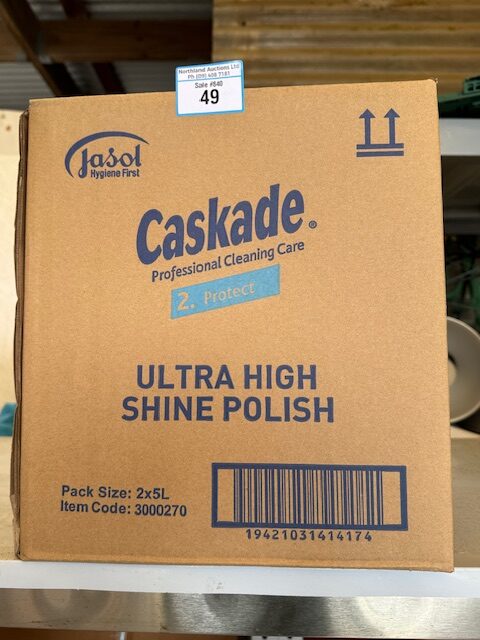 Northland Auctions Ltd
Ph (09) 408 7181
Sale #540
49
Jasol
Hygiene First
Caskade®
Professional Cleaning Care
2. Protect
ULTRA HIGH
SHINE POLISH
Pack Size: 2x5L
Item Code: 3000270
19421031414174